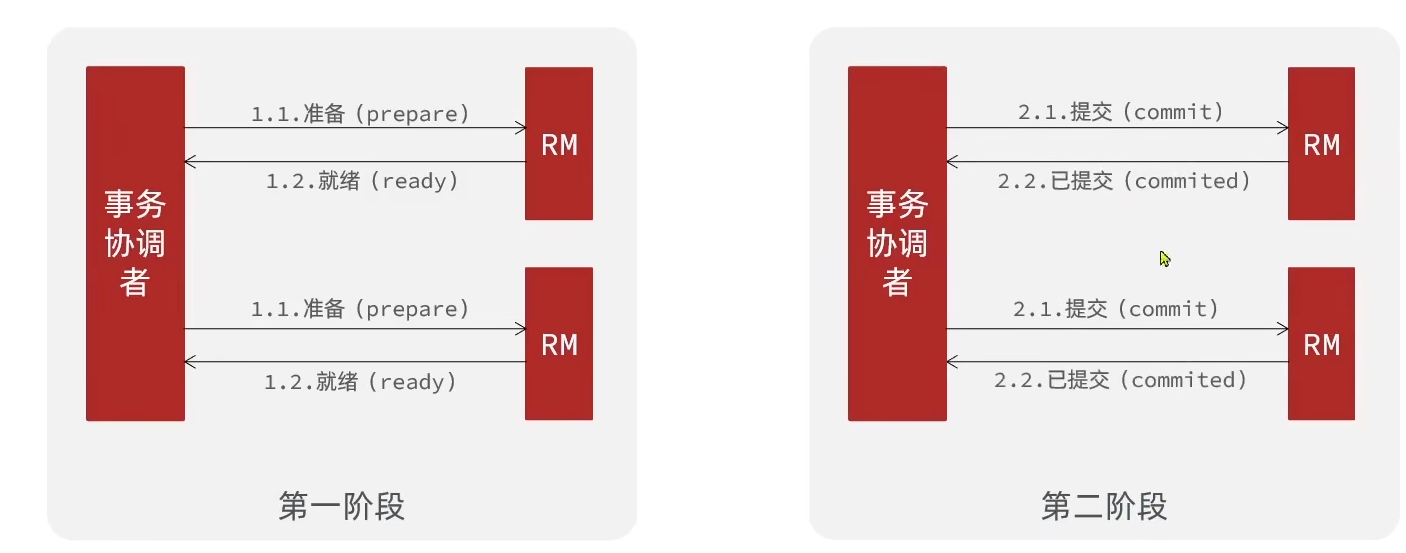 1.1.准备（prepare）
RM
1.2.就绪（ready）
事务
协调
者
1.1.准备（prepare）
RM
1.2.就绪（ready）
第一阶段
2.1.提交（commit）
RM
2.2.已提交（commited）
事务
协调
者
2.1.提交（commit）
RM
2.2.已提交（commited）
第二阶段